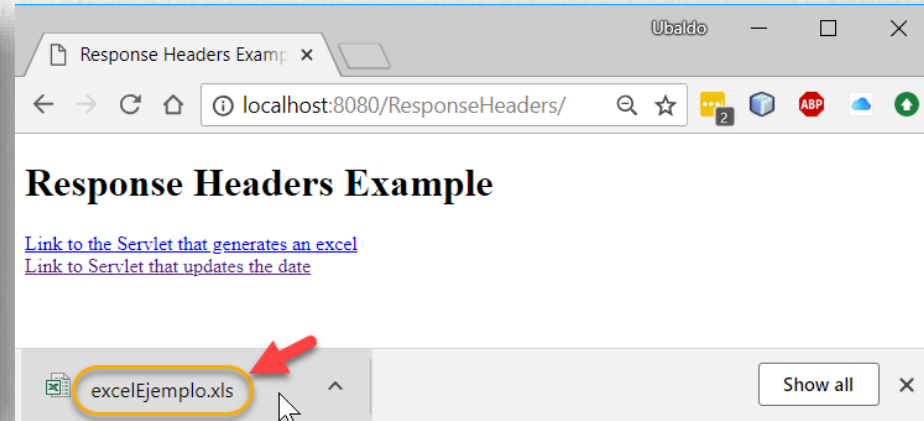 Ubaldo
Response Headers Examp
localhost:8080/ResponseHeaders/
2
ABP
Response Headers Example
Link to the Servlet that generates an excel
Link to Servlet that updates the date
excelEjemplo.xls
Show all